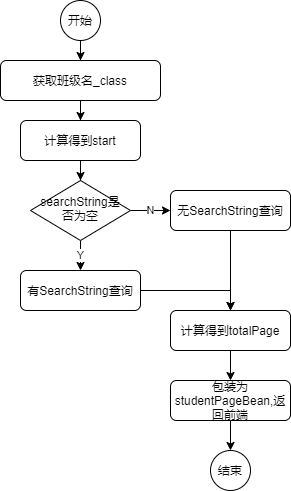 开始
获取班级名_class
计算得到start
searchString是
否为空
N
无SearchString查询
Y
有SearchString查询
计算得到totalPage
包装为
studentPageBean,返
回前端
结束